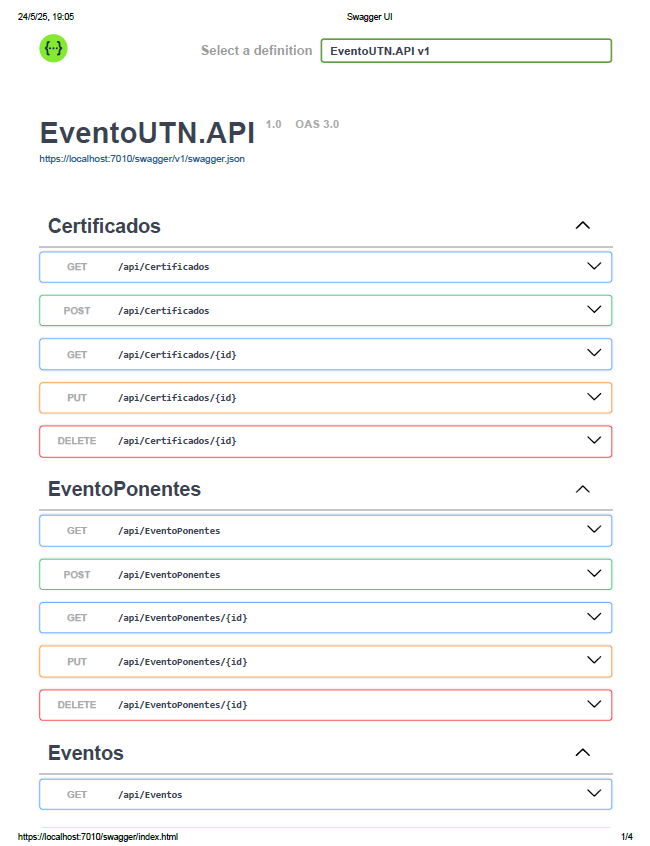 24/5/25, 19:05 Swagger UI
{···} Select a definition EventoUTN.API v1
EventoUTN.API 1.0 OAS 3.0
https://localhost:7010/swagger/v1/swagger.json
Certificados
GET /api/Certificados
POST /api/Certificados
GET /api/Certificados/{id}
PUT /api/Certificados/{id}
DELETE /api/Certificados/{id}
EventoPonentes
GET /api/EventoPonentes
POST /api/EventoPonentes
GET /api/EventoPonentes/{id}
PUT /api/EventoPonentes/{id}
DELETE /api/EventoPonentes/{id}
Eventos
GET /api/Eventos
https://localhost:7010/swagger/index.html 1/4